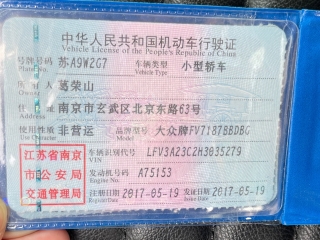 中华人民共和国机动车行驶证
Vehicle License of the People's Republic of China
号牌号码 苏A9W2G7 车辆类型 小型轿车
Plate No. Vehicle Type
所有人 葛荣山
Owner
住址 南京市玄武区北京东路63号
Address
使用性质 非营运 品牌型号 大众牌FV7187BBDBG
Use Character Model
江苏省南京市公安局交通管理局
车辆识别代号 LFV3A23C2H3035279
VIN
发动机号码 A75153
Engine No.
注册日期 2017-05-19 发证日期 2017-05-19
Register Date Issue Date